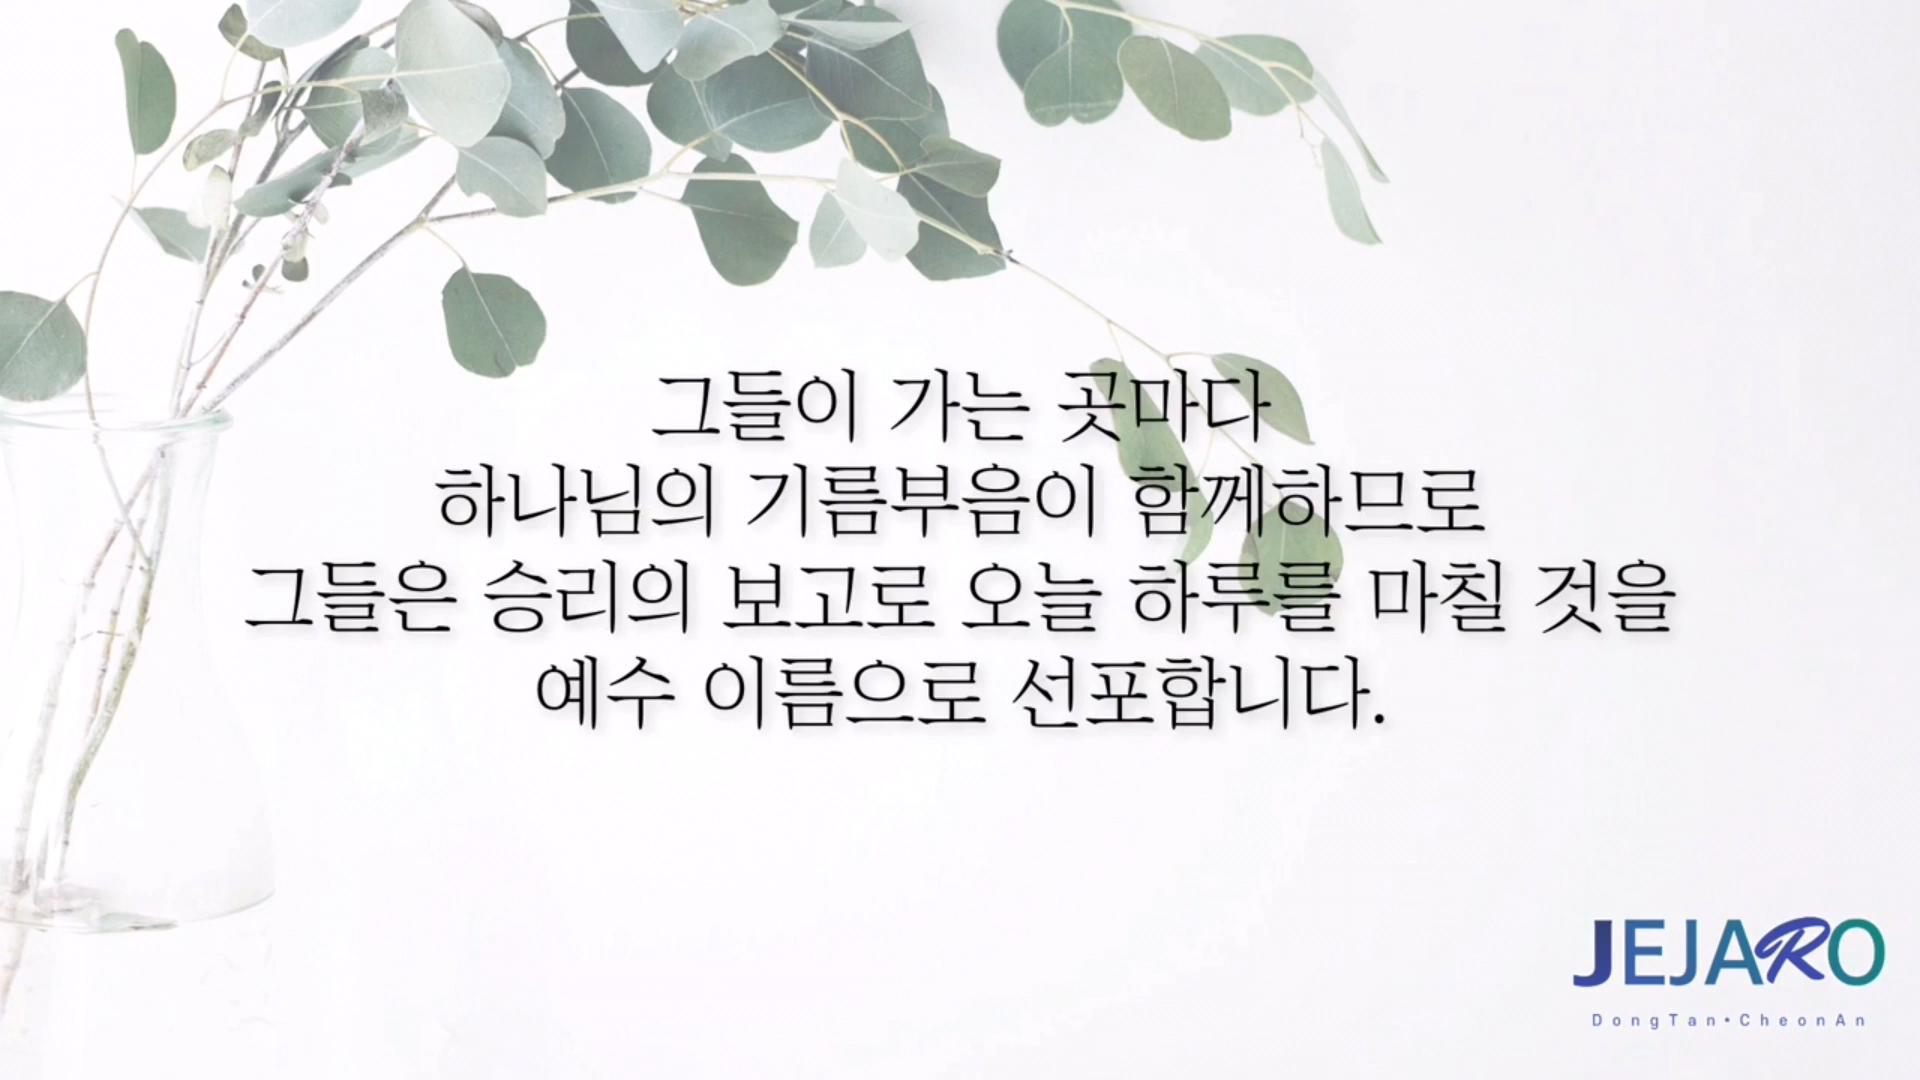 그들이 가는 곳마다
하나님의 기름부음이 함께하므로
그들은 승리의 보고로 오늘 하루를 마칠 것을
예수 이름으로 선포합니다.
JEJARO
DongTan•CheonAn